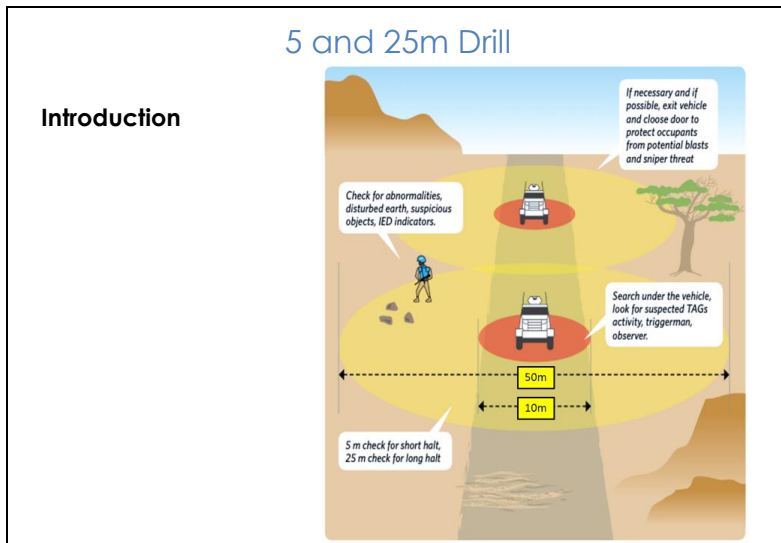 5 and 25m Drill
Introduction
If necessary and if
possible, exit vehicle
and cloose door to
protect occupants
from potential blasts
and sniper threat
Check for abnormalities,
disturbed earth, suspicious
objects, IED indicators.
Search under the vehicle,
look for suspected TAGs
activity, triggerman,
observer.
50m
10m
5 m check for short halt,
25 m check for long halt